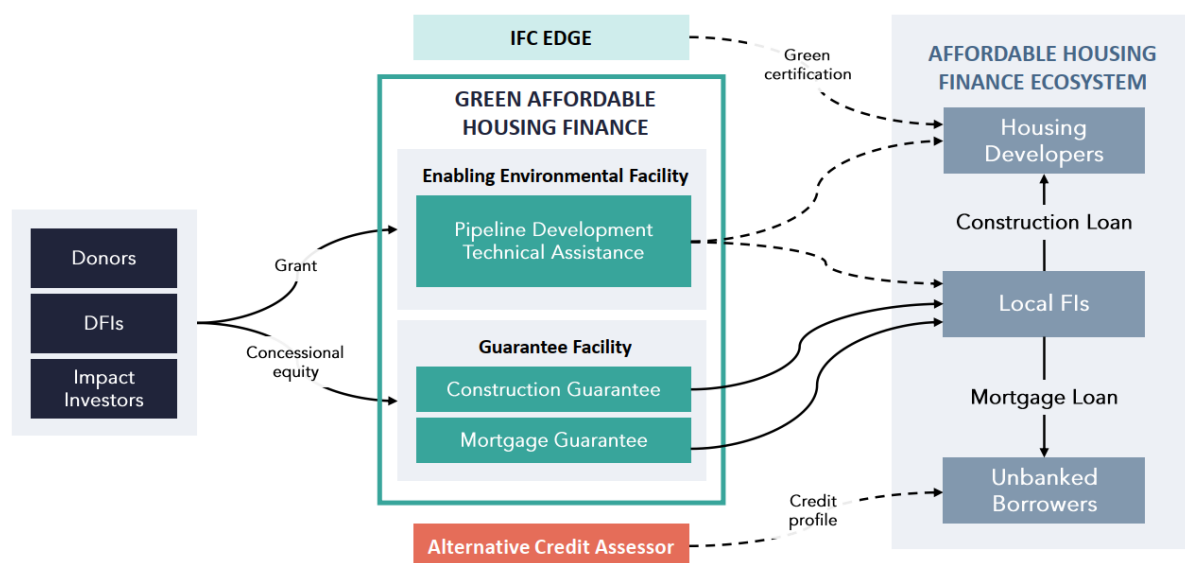 IFC EDGE
Green
certification
AFFORDABLE HOUSING
FINANCE ECOSYSTEM
GREEN AFFORDABLE
HOUSING FINANCE
Housing
Developers
Enabling Environmental Facility
Pipeline Development
Technical Assistance
Donors
DFIs
Impact
Investors
Grant
Concessional
equity
Construction Loan
Local FIs
Guarantee Facility
Construction Guarantee
Mortgage Guarantee
Mortgage Loan
Unbanked
Borrowers
Credit
profile
Alternative Credit Assessor